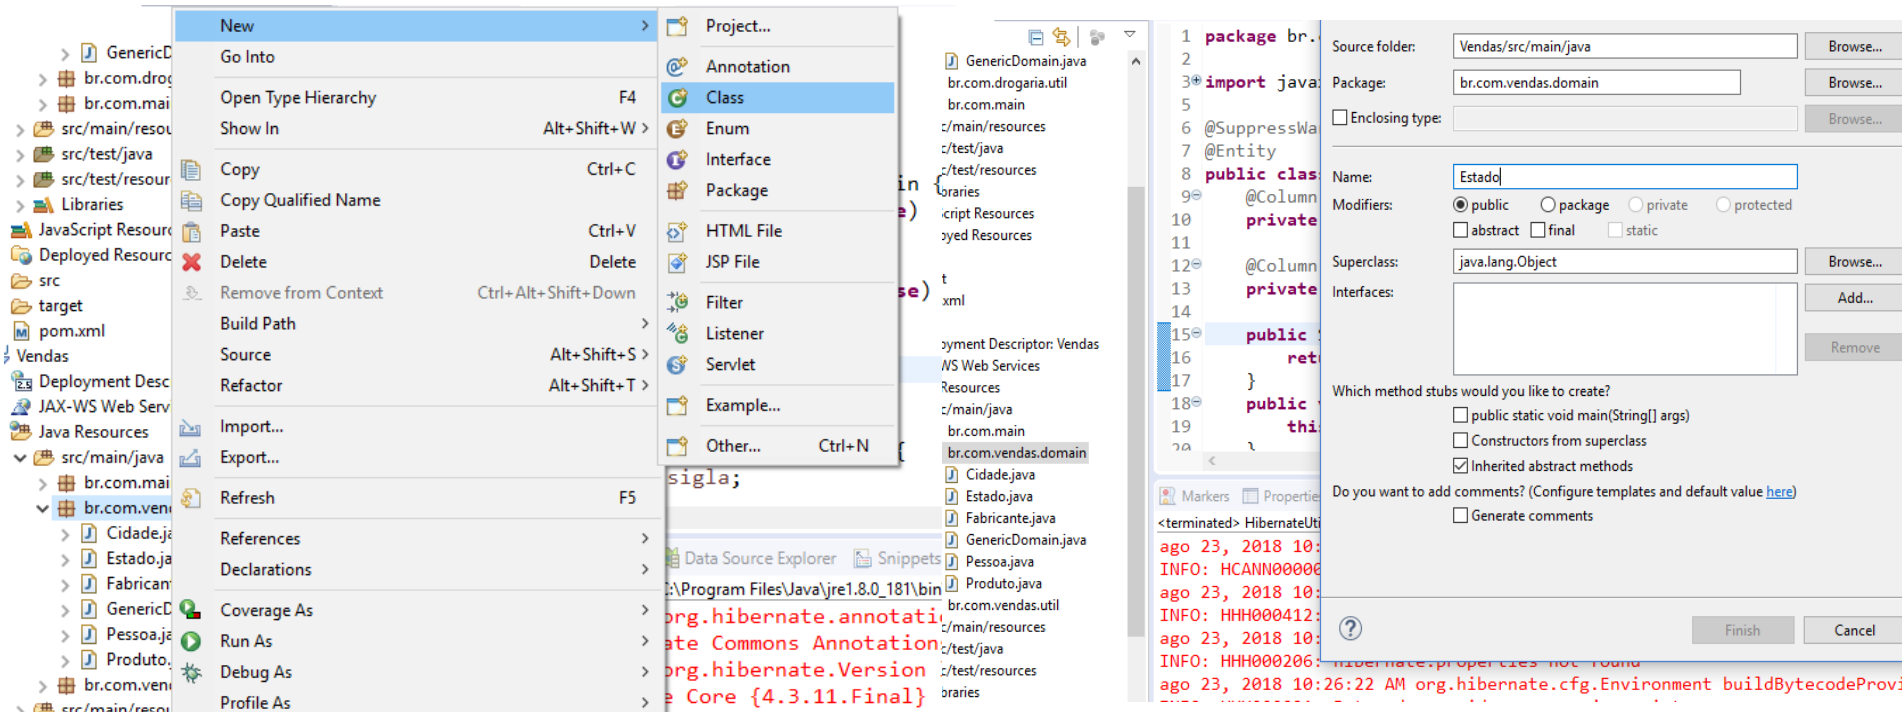 GenericD
br.com.drog
br.com.mai
src/main/resou
src/test/java
src/test/resour
Libraries
JavaScript Resourc
Deployed Resourc
src
target
pom.xml
Vendas
Deployment Desc
JAX-WS Web Serv
Java Resources
src/main/java
br.com.mai
br.com.ven
Cidade.ja
Estado.ja
Fabricant
GenericD
Pessoa.ja
Produto.
br.com.ven
src/main/resou
New >
Go Into
Open Type Hierarchy F4
Show In Alt+Shift+W >
Copy Ctrl+C
Copy Qualified Name
Paste Ctrl+V
Delete Delete
Remove from Context Ctrl+Alt+Shift+Down
Build Path >
Source Alt+Shift+S >
Refactor Alt+Shift+T >
Import...
Export...
Refresh F5
References >
Declarations >
Coverage As >
Run As >
Debug As >
Profile As >
Project...
Annotation
Class
Enum
Interface
Package
HTML File
JSP File
Filter
Listener
Servlet
Example...
Other... Ctrl+N
in {
e)
se)
{
sigla;
Data Source Explorer Snippets
:\Program Files\Java\jre1.8.0_181\bin
org.hibernate.annotati
ate Commons Annotation
org.hibernate.Version
e Core {4.3.11.Final}
GenericDomain.java
br.com.drogaria.util
br.com.main
c/main/resources
c/test/java
c/test/resources
oraries
cript Resources
oyed Resources
t
xml
oyment Descriptor: Vendas
WS Web Services
Resources
c/main/java
br.com.main
br.com.vendas.domain
Cidade.java
Estado.java
Fabricante.java
GenericDomain.java
Pessoa.java
Produto.java
br.com.vendas.util
c/main/resources
c/test/java
c/test/resources
braries
1 package br.
2
3 import java
5
6 @SuppressWa
7 @Entity
8 public clas
9 @Column
10 private
11
12 @Column
13 private
14
15 public
16 ret
17 }
18 public
19 thi
20 }
Markers Propertie
<terminated> HibernateUti
ago 23, 2018 10:
INFO: HCANN00000
ago 23, 2018 10:
INFO: HHH000412:
ago 23, 2018 10:
INFO: HHH000206: hibernate.properties not found
ago 23, 2018 10:26:22 AM org.hibernate.cfg.Environment buildBytecodeProvi
Source folder: Vendas/src/main/java Browse...
Package: br.com.vendas.domain Browse...
Enclosing type: Browse...
Name: Estado
Modifiers: public package private protected
abstract final static
Superclass: java.lang.Object Browse...
Interfaces: Add...
Remove
Which method stubs would you like to create?
public static void main(String[] args)
Constructors from superclass
Inherited abstract methods
Do you want to add comments? (Configure templates and default value here)
Generate comments
? Finish Cancel